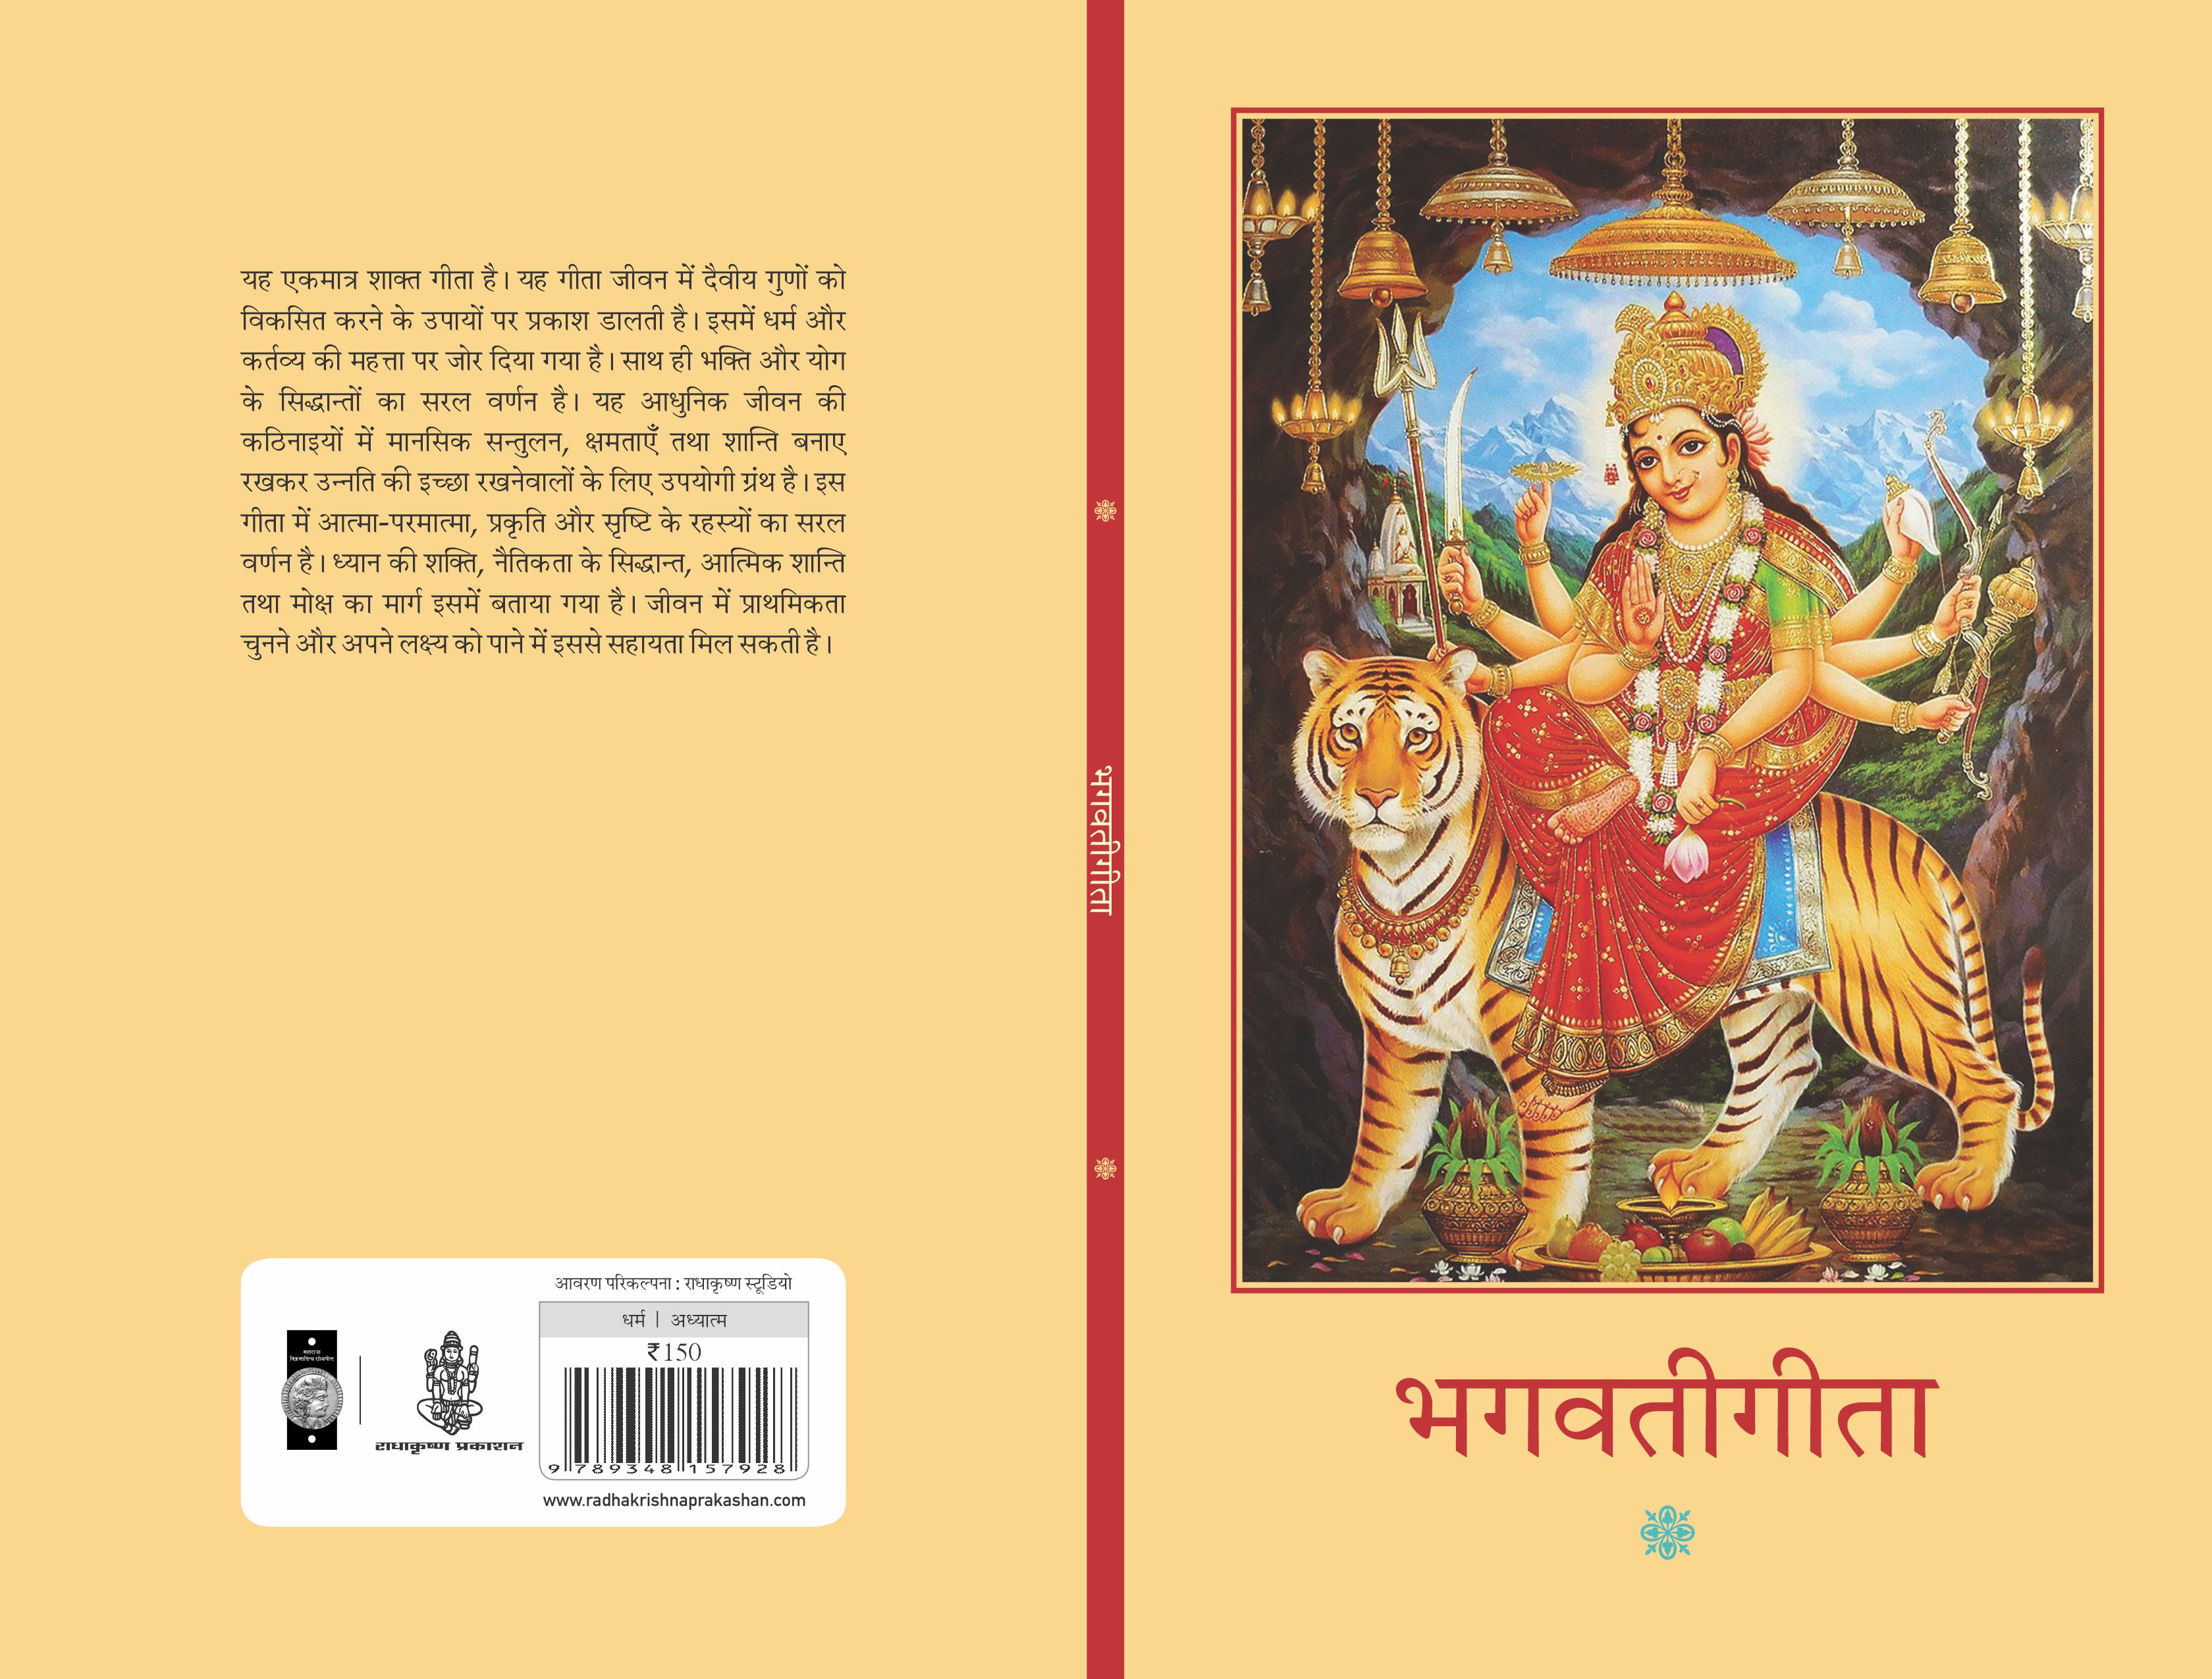 यह एकमात्र शाक्त गीता है। यह गीता जीवन में दैवीय गुणों को
विकसित करने के उपायों पर प्रकाश डालती है। इसमें धर्म और
कर्तव्य की महत्ता पर जोर दिया गया है। साथ ही भक्ति और योग
के सिद्धान्तों का सरल वर्णन है। यह आधुनिक जीवन की
कठिनाइयों में मानसिक सन्तुलन, क्षमताएँ तथा शान्ति बनाए
रखकर उन्नति की इच्छा रखनेवालों के लिए उपयोगी ग्रंथ है। इस
गीता में आत्मा-परमात्मा, प्रकृति और सृष्टि के रहस्यों का सरल
वर्णन है। ध्यान की शक्ति, नैतिकता के सिद्धान्त, आत्मिक शान्ति
तथा मोक्ष का मार्ग इसमें बताया गया है। जीवन में प्राथमिकता
चुनने और अपने लक्ष्य को पाने में इससे सहायता मिल सकती है।
आवरण परिकल्पना : राधाकृष्ण स्टूडियो
धर्म | अध्यात्म
₹150
9 789348 157928
www.radhakrishnaprakashan.com
महाराजा
विक्रमादित्य शोधपीठ
राधाकृष्ण प्रकाशन
भगवतीगीता
भगवतीगीता